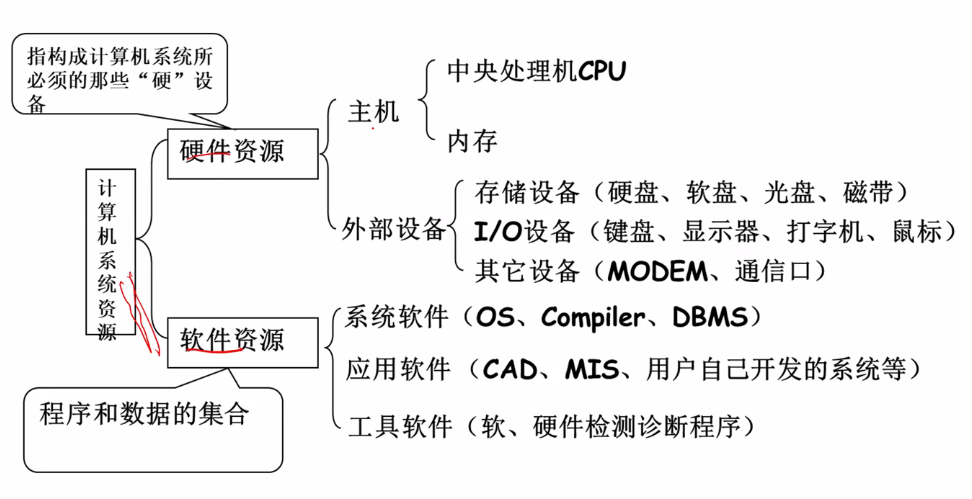 指构成计算机系统所
必须的那些“硬”设
备
计
算
机
系
统
资
源
硬件资源
主机
中央处理机CPU
内存
外部设备
存储设备（硬盘、软盘、光盘、磁带）
I/O设备（键盘、显示器、打字机、鼠标）
其它设备（MODEM、通信口）
软件资源
系统软件（OS、Compiler、DBMS）
应用软件（CAD、MIS、用户自己开发的系统等）
工具软件（软、硬件检测诊断程序）
程序和数据的集合